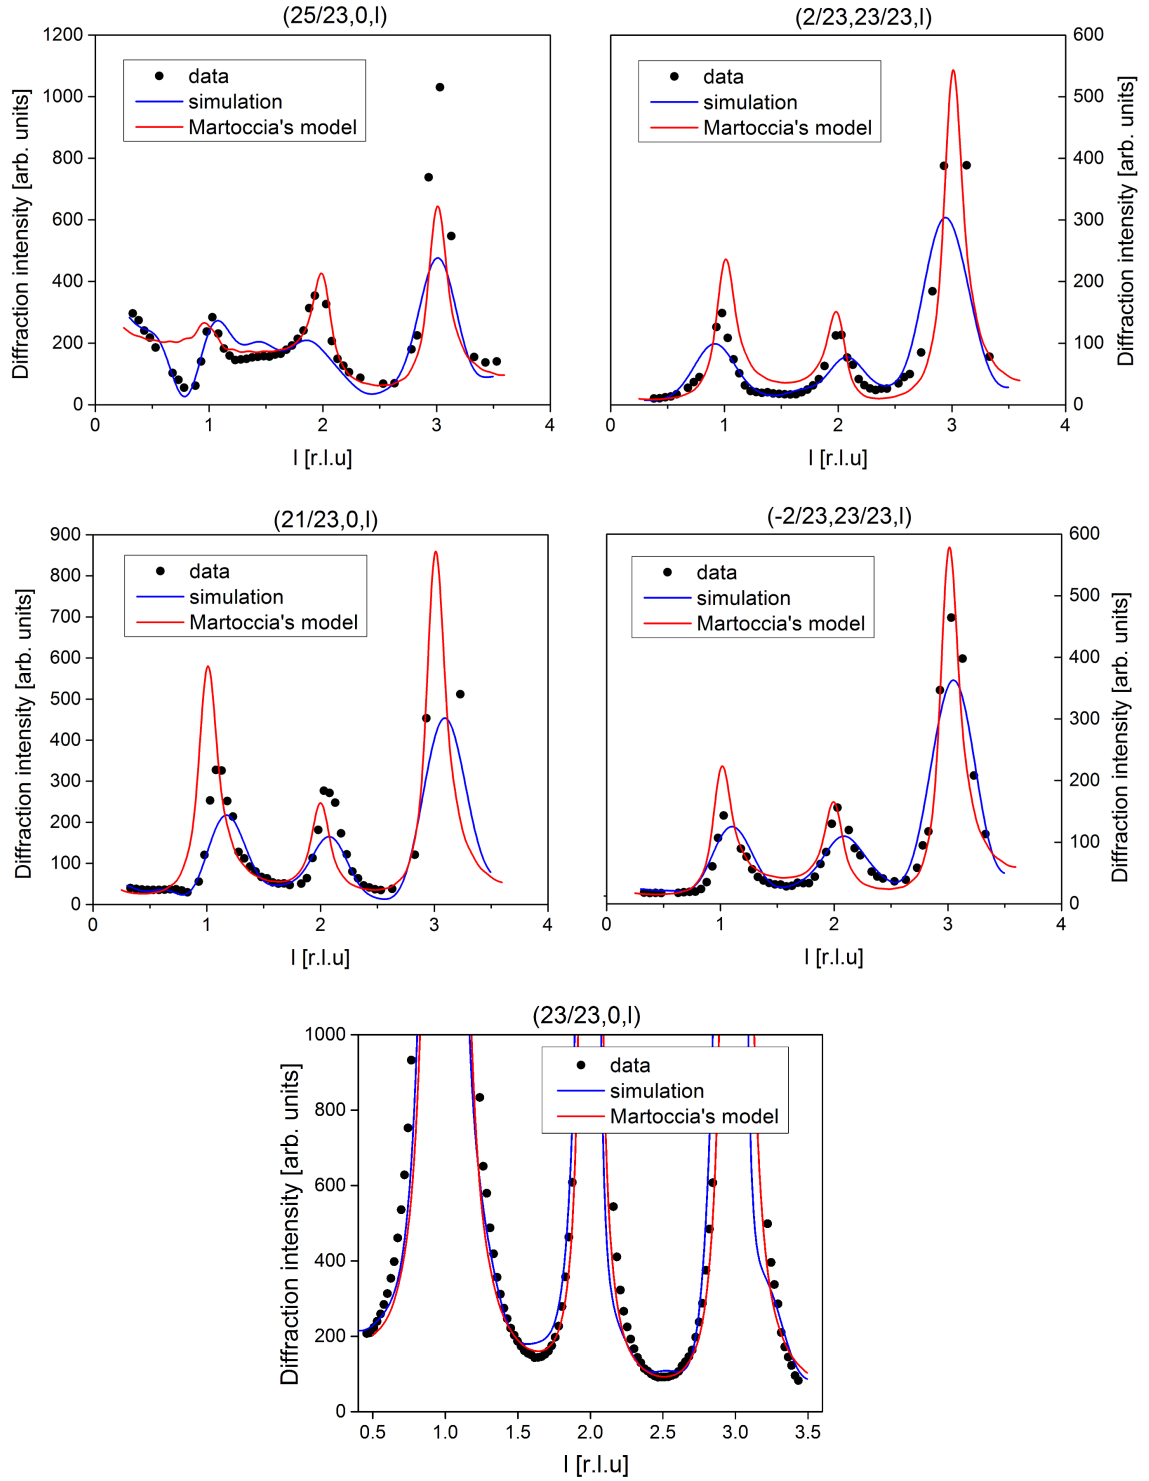 (25/23,0,l)
1200
1000
800
600
400
200
0
0
1
2
3
4
Diffraction intensity [arb. units]
l [r.l.u]
data
simulation
Martoccia's model
(2/23,23/23,l)
600
500
400
300
200
100
0
0
1
2
3
4
Diffraction intensity [arb. units]
l [r.l.u]
data
simulation
Martoccia's model
(21/23,0,l)
900
800
700
600
500
400
300
200
100
0
0
1
2
3
4
Diffraction intensity [arb. units]
l [r.l.u]
data
simulation
Martoccia's model
(-2/23,23/23,l)
600
500
400
300
200
100
0
0
1
2
3
4
Diffraction intensity [arb. units]
l [r.l.u]
data
simulation
Martoccia's model
(23/23,0,l)
1000
800
600
400
200
0
0.5
1.0
1.5
2.0
2.5
3.0
3.5
Diffraction intensity [arb. units]
l [r.l.u]
data
simulation
Martoccia's model